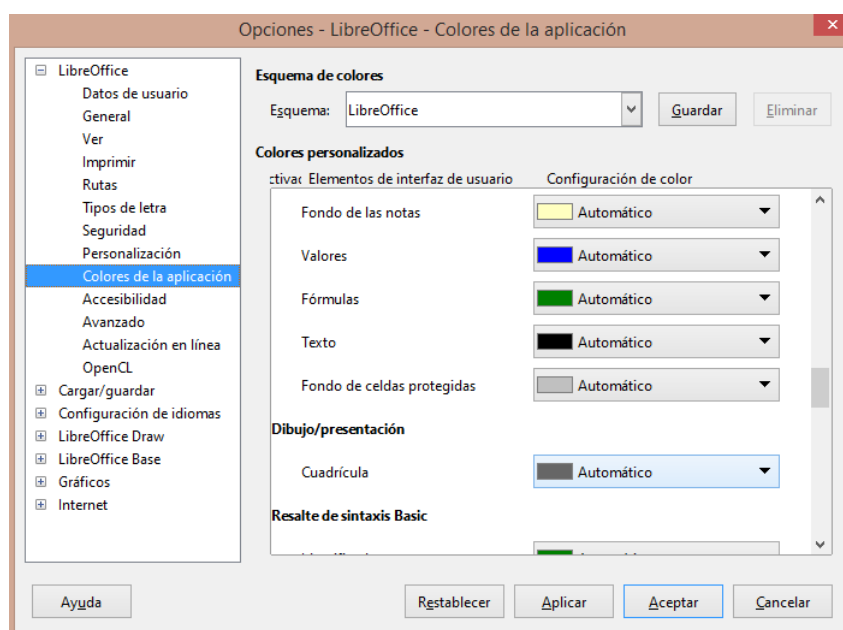 Opciones - LibreOffice - Colores de la aplicación
LibreOffice
Datos de usuario
General
Ver
Imprimir
Rutas
Tipos de letra
Seguridad
Personalización
Colores de la aplicación
Accesibilidad
Avanzado
Actualización en línea
OpenCL
Cargar/guardar
Configuración de idiomas
LibreOffice Draw
LibreOffice Base
Gráficos
Internet
Esquema de colores
Esquema: LibreOffice Guardar Eliminar
Colores personalizados
:tivac Elementos de interfaz de usuario Configuración de color
Fondo de las notas Automático
Valores Automático
Fórmulas Automático
Texto Automático
Fondo de celdas protegidas Automático
Dibujo/presentación
Cuadrícula Automático
Resalte de sintaxis Basic
Ayuda Restablecer Aplicar Aceptar Cancelar